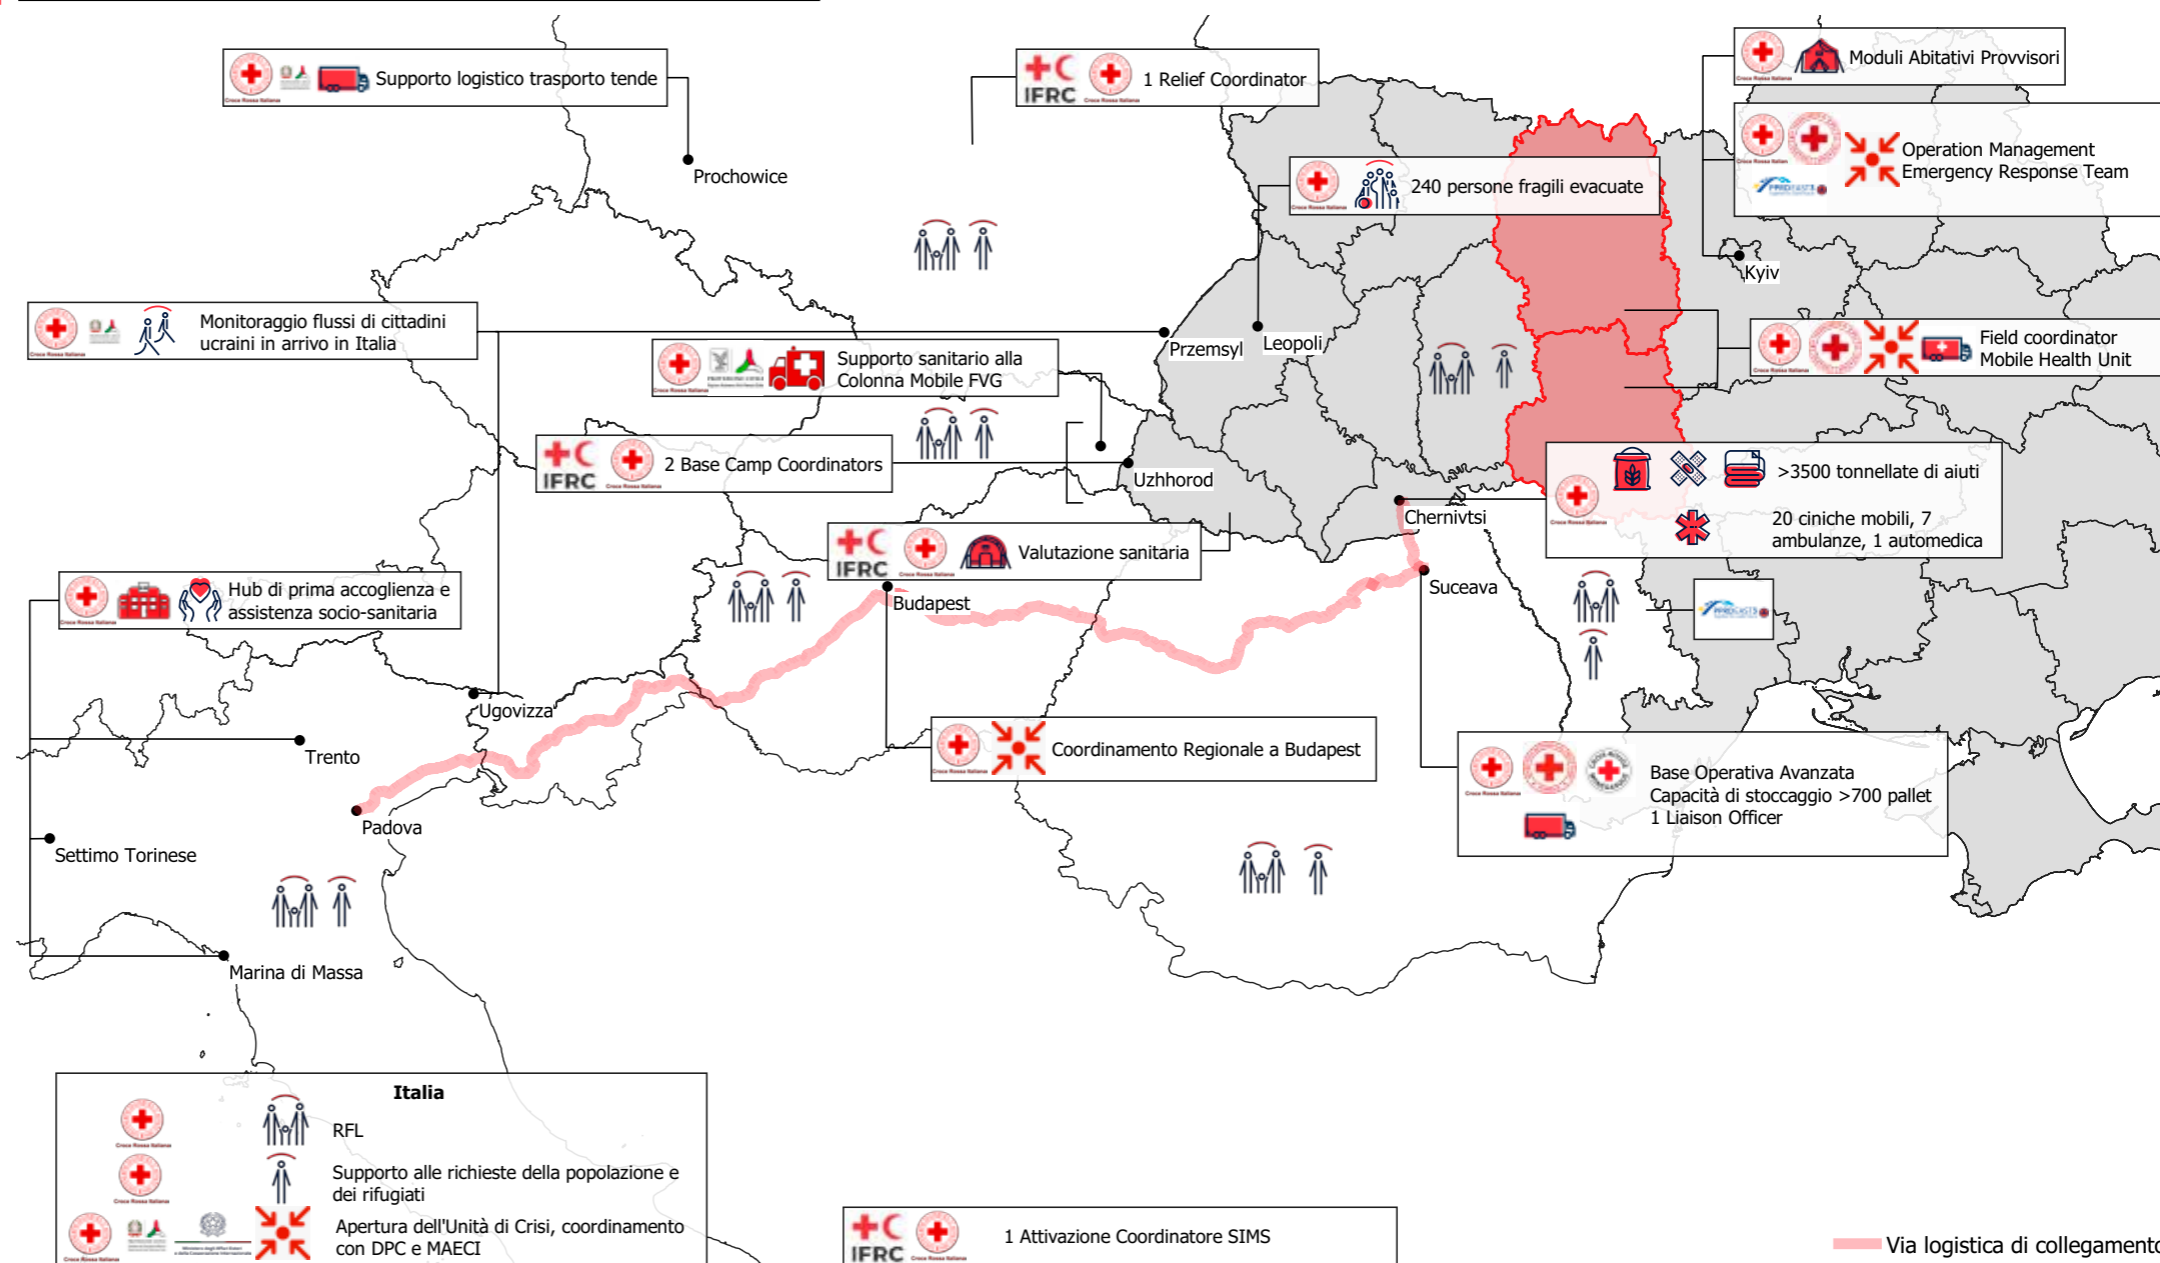 Supporto logistico trasporto tende
IFRC
1 Relief Coordinator
Moduli Abitativi Provvisori
Operation Management
Emergency Response Team
Prochowice
240 persone fragili evacuate
Kyiv
Monitoraggio flussi di cittadini
ucraini in arrivo in Italia
Przemsyl
Leopoli
Field coordinator
Mobile Health Unit
Supporto sanitario alla
Colonna Mobile FVG
IFRC
2 Base Camp Coordinators
Uzhhorod
>3500 tonnellate di aiuti
20 ciniche mobili, 7
ambulanze, 1 automedica
Chernivtsi
IFRC
Valutazione sanitaria
Hub di prima accoglienza e
assistenza socio-sanitaria
Budapest
Suceava
Ugovizza
Trento
Coordinamento Regionale a Budapest
Base Operativa Avanzata
Capacità di stoccaggio >700 pallet
1 Liaison Officer
Padova
Settimo Torinese
Marina di Massa
Italia
RFL
Supporto alle richieste della popolazione e
dei rifugiati
Apertura dell'Unità di Crisi, coordinamento
con DPC e MAECI
IFRC
1 Attivazione Coordinatore SIMS
Via logistica di collegamento